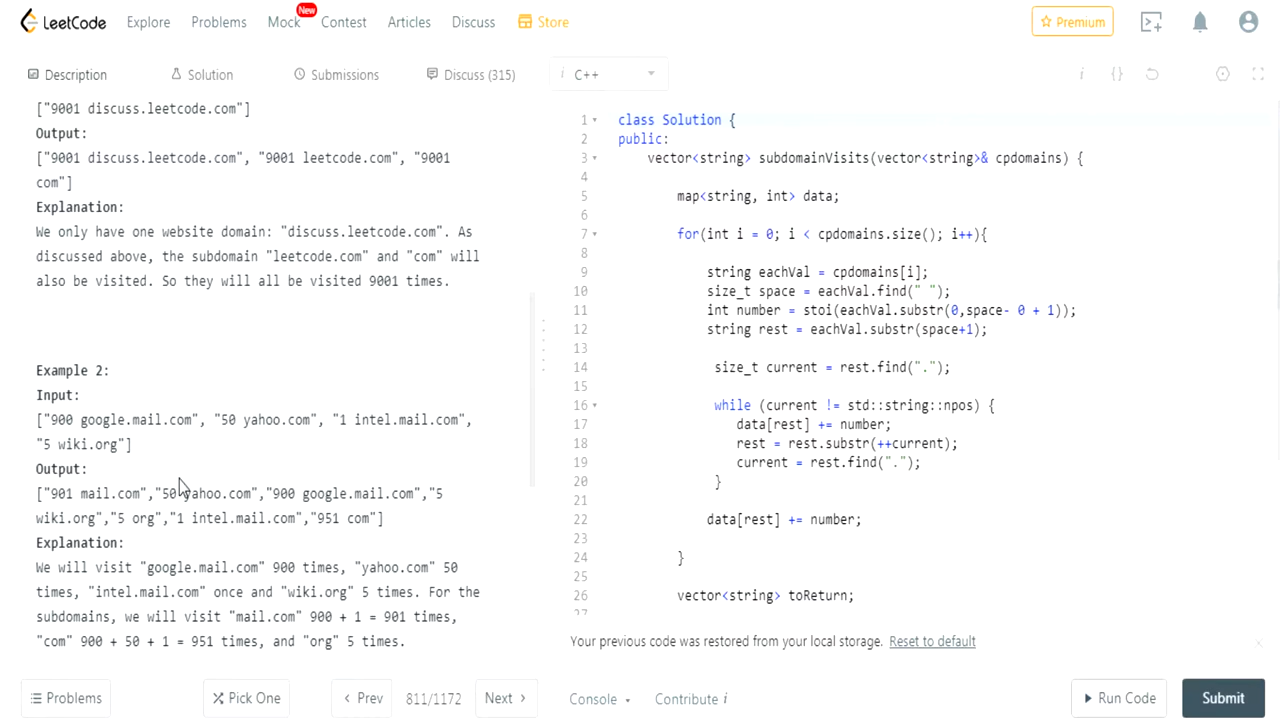 LeetCode Explore Problems Mock New Contest Articles Discuss Store Premium
Description Solution Submissions Discuss (315)
["9001 discuss.leetcode.com"]
Output:
["9001 discuss.leetcode.com", "9001 leetcode.com", "9001
com"]
Explanation:
We only have one website domain: "discuss.leetcode.com". As
discussed above, the subdomain "leetcode.com" and "com" will
also be visited. So they will all be visited 9001 times.
Example 2:
Input:
["900 google.mail.com", "50 yahoo.com", "1 intel.mail.com",
"5 wiki.org"]
Output:
["901 mail.com","50 yahoo.com","900 google.mail.com","5
wiki.org","5 org","1 intel.mail.com","951 com"]
Explanation:
We will visit "google.mail.com" 900 times, "yahoo.com" 50
times, "intel.mail.com" once and "wiki.org" 5 times. For the
subdomains, we will visit "mail.com" 900 + 1 = 901 times,
"com" 900 + 50 + 1 = 951 times, and "org" 5 times.
Problems Pick One Prev 811/1172 Next
i C++ i {}
1 class Solution {
2 public:
3 vector<string> subdomainVisits(vector<string>& cpdomains) {
4
5 map<string, int> data;
6
7 for(int i = 0; i < cpdomains.size(); i++){
8
9 string eachVal = cpdomains[i];
10 size_t space = eachVal.find(" ");
11 int number = stoi(eachVal.substr(0,space- 0 + 1));
12 string rest = eachVal.substr(space+1);
13
14 size_t current = rest.find(".");
15
16 while (current != std::string::npos) {
17 data[rest] += number;
18 rest = rest.substr(++current);
19 current = rest.find(".");
20 }
21
22 data[rest] += number;
23
24 }
25
26 vector<string> toReturn;
27
Your previous code was restored from your local storage. Reset to default
Console Contribute i Run Code Submit